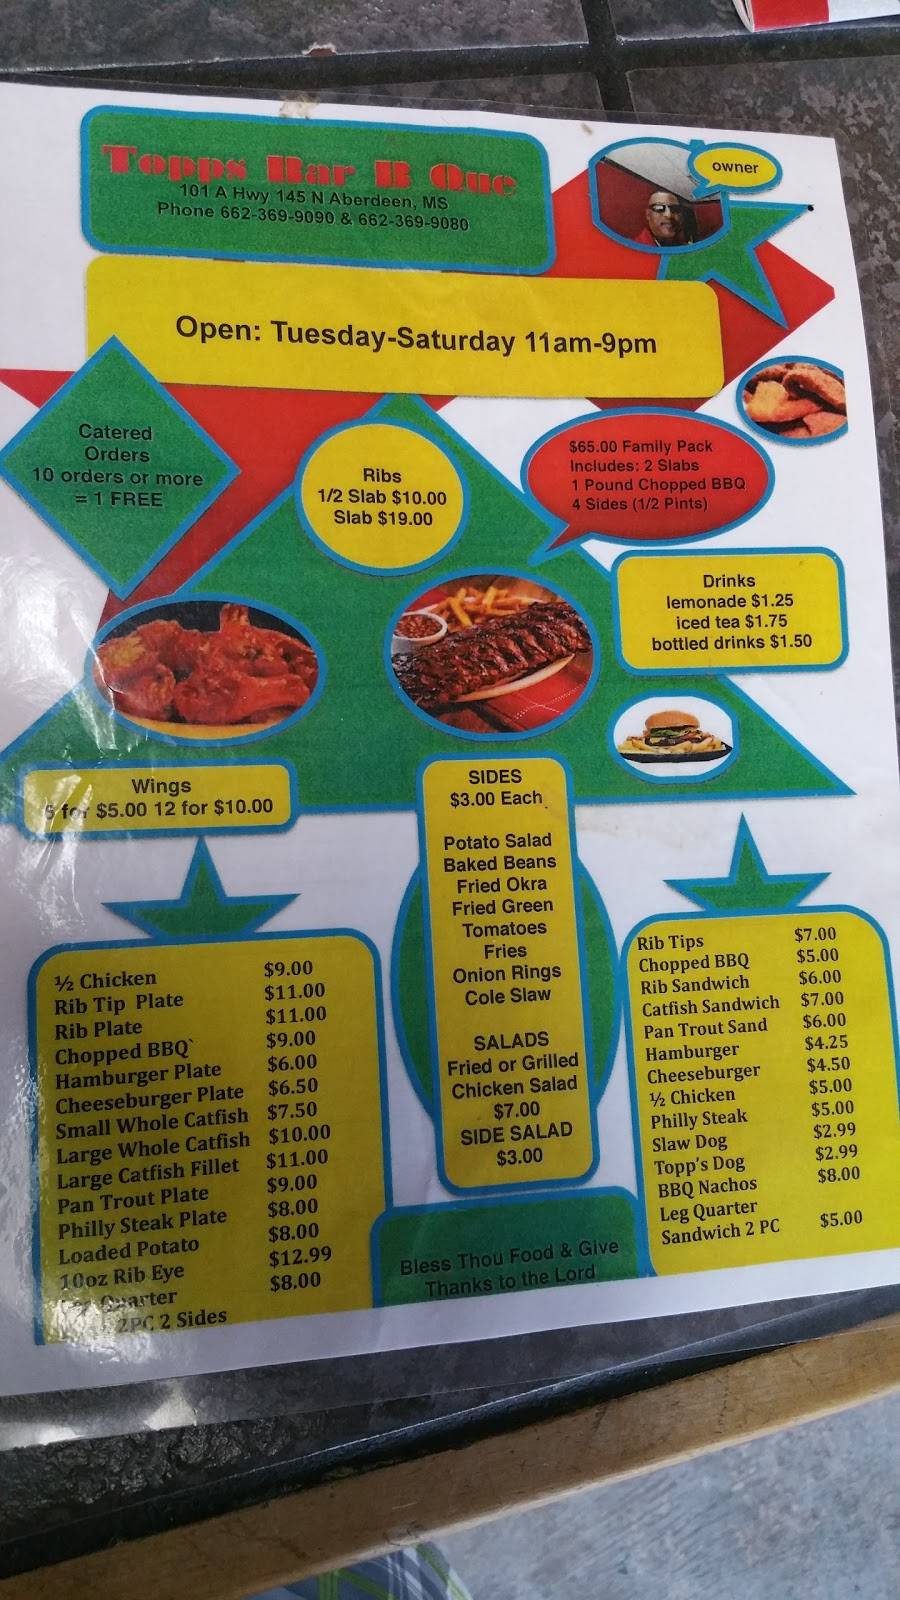 Topps Bar B Que
101 A Hwy 145 N Aberdeen, MS
Phone 662-369-9090 & 662-369-9080
owner
Open: Tuesday-Saturday 11am-9pm
Catered
Orders
10 orders or more
= 1 FREE
Ribs
1/2 Slab $10.00
Slab $19.00
$65.00 Family Pack
Includes: 2 Slabs
1 Pound Chopped BBQ
4 Sides (1/2 Pints)
Drinks
lemonade $1.25
iced tea $1.75
bottled drinks $1.50
Wings
for $5.00 12 for $10.00
½ Chicken $9.00
Rib Tip Plate $11.00
Rib Plate $11.00
Chopped BBQ` $9.00
Hamburger Plate $6.00
Cheeseburger Plate $6.50
Small Whole Catfish $7.50
Large Whole Catfish $10.00
Large Catfish Fillet $11.00
Pan Trout Plate $9.00
Philly Steak Plate $8.00
Loaded Potato $8.00
10oz Rib Eye $12.99
Quarter $8.00
2PC 2 Sides
SIDES
$3.00 Each
Potato Salad
Baked Beans
Fried Okra
Fried Green
Tomatoes
Fries
Onion Rings
Cole Slaw
SALADS
Fried or Grilled
Chicken Salad
$7.00
SIDE SALAD
$3.00
Bless Thou Food & Give
Thanks to the Lord
Rib Tips $7.00
Chopped BBQ $5.00
Rib Sandwich $6.00
Catfish Sandwich $7.00
Pan Trout Sand $6.00
Hamburger $4.25
Cheeseburger $4.50
½ Chicken $5.00
Philly Steak $5.00
Slaw Dog $2.99
Topp's Dog $2.99
BBQ Nachos $8.00
Leg Quarter
Sandwich 2 PC $5.00